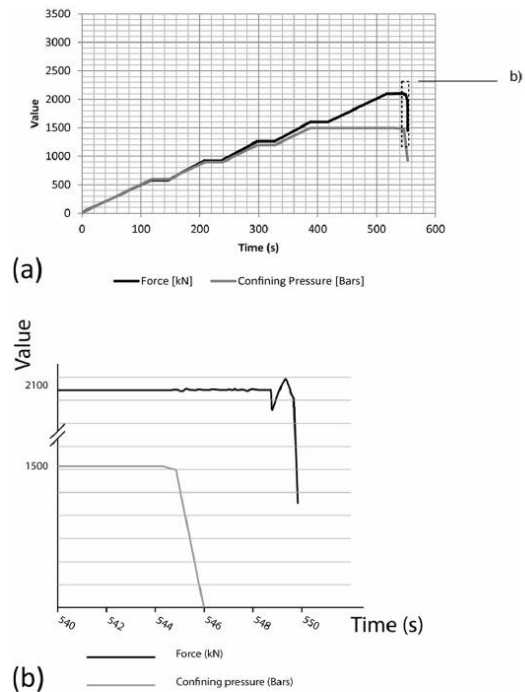 3500
3000
2500
2000
1500
1000
500
0
Value
0 100 200 300 400 500 600
Time (s)
b)
(a)
Force [kN] Confining Pressure [Bars]
Value
2100
1500
540 542 544 546 548 550
Time (s)
Force (kN)
Confining pressure (Bars)
(b)